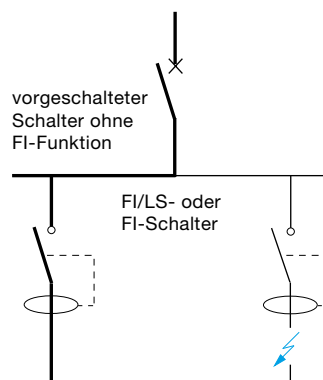 vorgeschalteter
Schalter ohne
FI-Funktion
FI/LS- oder
FI-Schalter